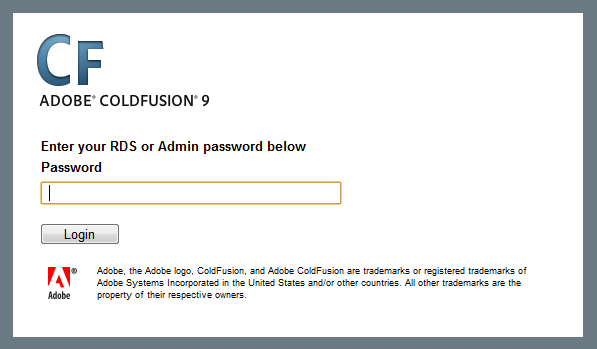 CF
ADOBE® COLDFUSION® 9
Enter your RDS or Admin password below
Password
Login
Adobe, the Adobe logo, ColdFusion, and Adobe ColdFusion are trademarks or registered trademarks of
Adobe Systems Incorporated in the United States and/or other countries. All other trademarks are the
property of their respective owners.
®
Adobe